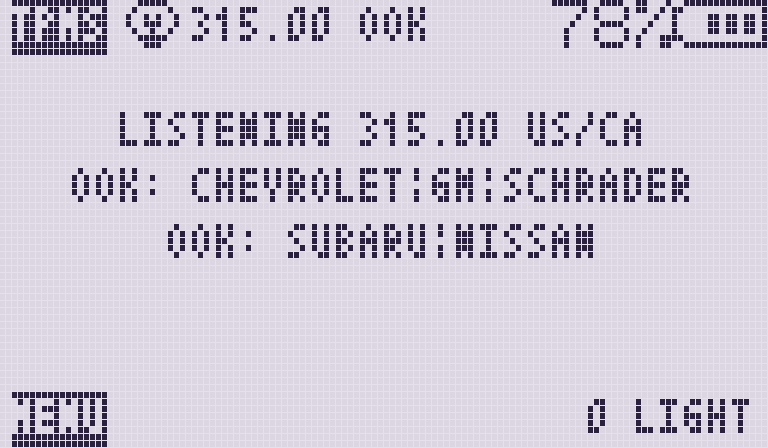 315.00 OOK 78%
LISTENING 315.00 US/CA
OOK: CHEVROLET¦GM¦SCHRADER
OOK: SUBARU¦NISSAN
0 LIGHT